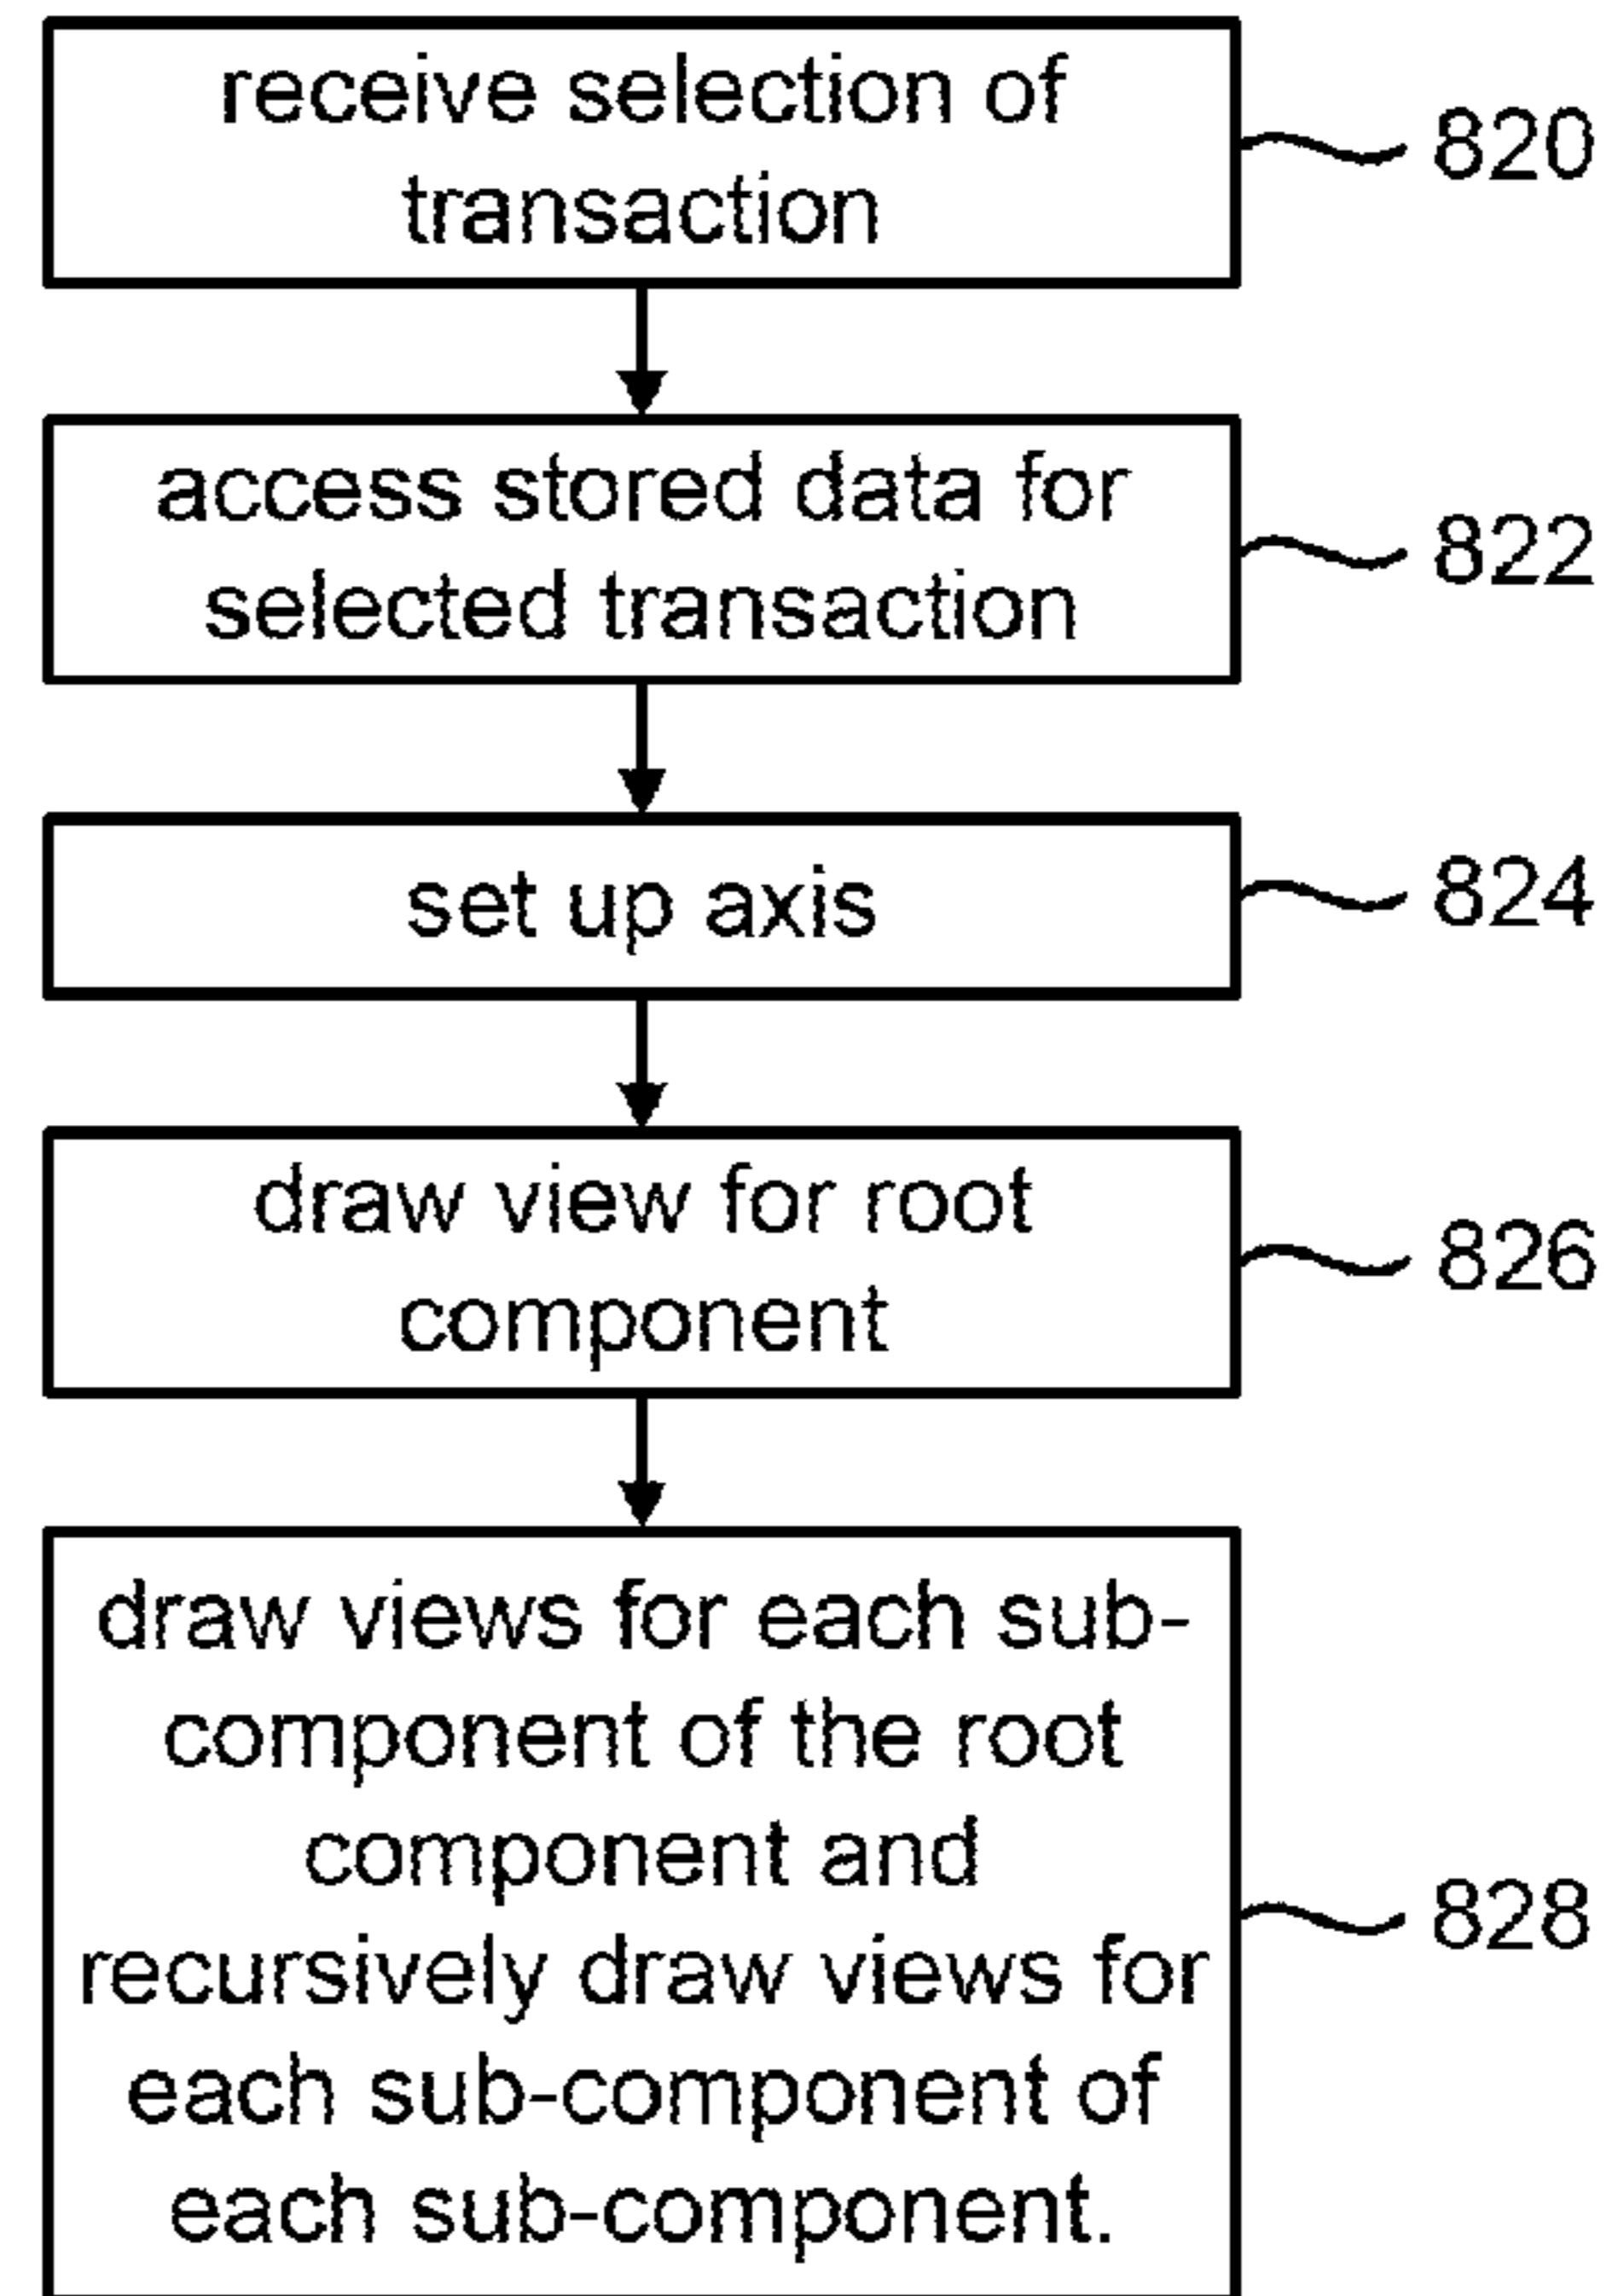 receive selection of
transaction
820
access stored data for
selected transaction
822
set up axis
824
draw view for root
component
826
draw views for each sub-
component of the root
component and
recursively draw views for
each sub-component of
each sub-component.
828